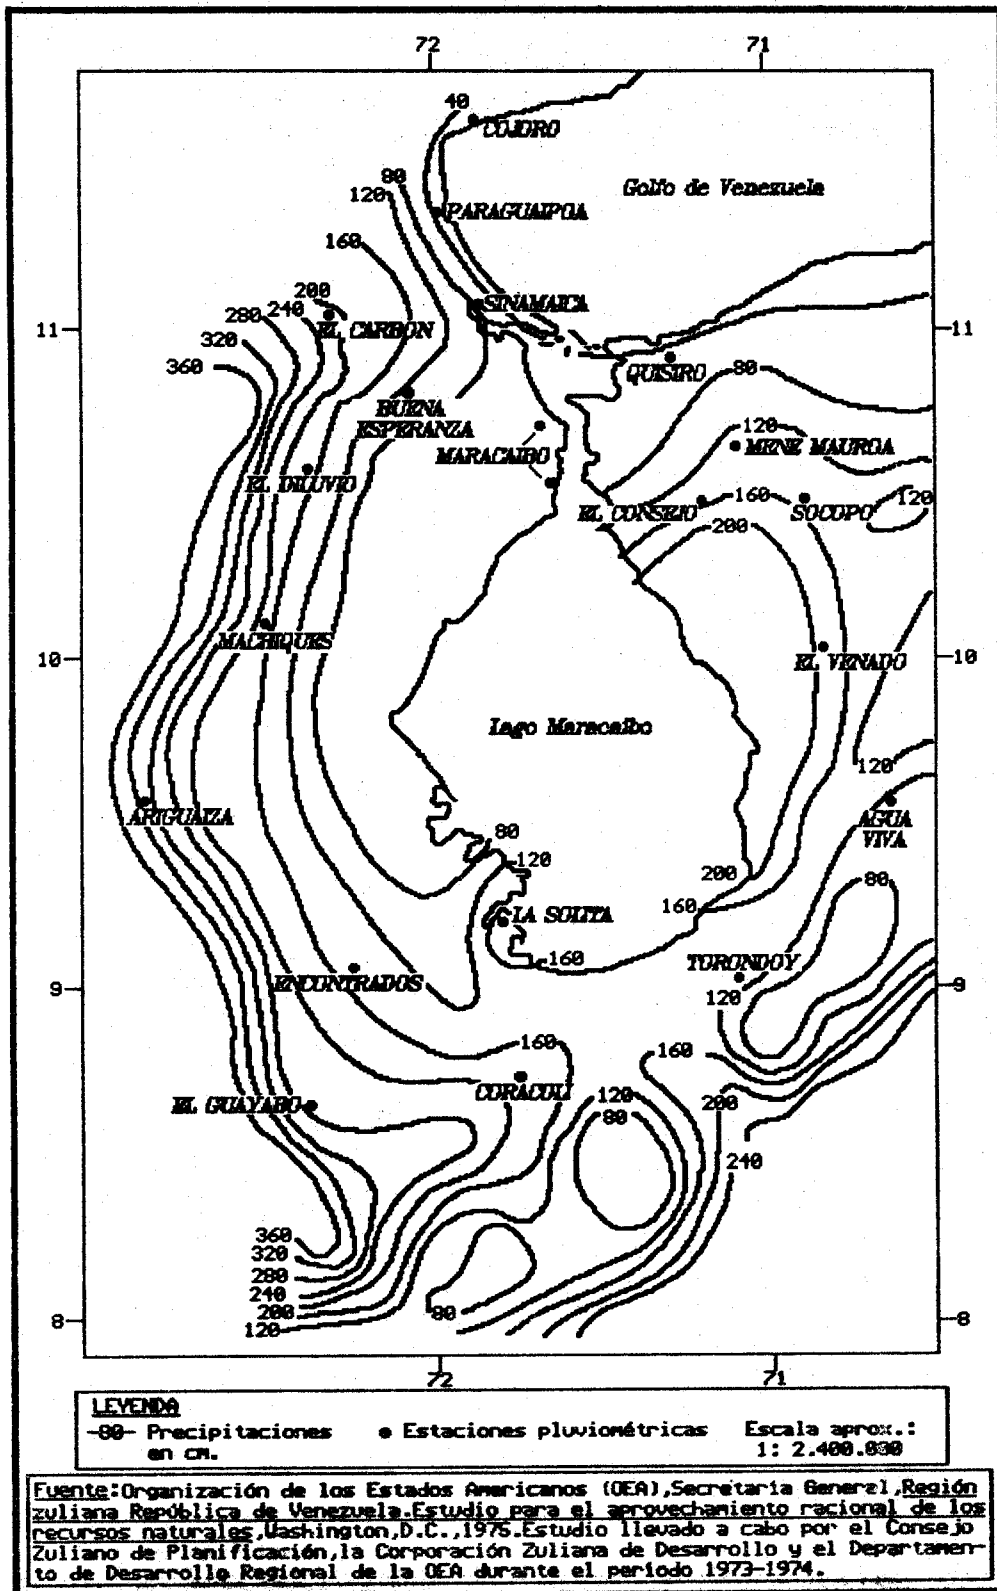 72 71
40
COJORO
80
Golfo de Venezuela
120
PARAGUAIPOA
160
200
SINAMAICA
280 240
EL CARBON
11 11
320
QUISIRO
360
80
BUENA
ESPERANZA
120
MENE MAUROA
MARACAIBO
EL DILUVIO
160
120
EL CONSEJO
SOCOPO
200
MACHIQUES
10 10
EL VENADO
Lago Maracaibo
120
ARIGUAIZA
AGUA
VIVA
80
120
200
80
160
LA SOLITA
160
TORONDOY
ENCONTRADOS
9 9
120
160
160
CORACOLI
120
200
EL GUAYABO
80
240
360
320
280
240
200
80
120
8 8
72 71
LEYENDA
-80- Precipitaciones
en cm.
● Estaciones pluviométricas
Escala aprox.:
1: 2.400.000
Fuente:Organización de los Estados Americanos (OEA),Secretaría General,Región
zuliana República de Venezuela.Estudio para el aprovechamiento racional de los
recursos naturales,Washington,D.C.,1975.Estudio llevado a cabo por el Consejo
Zuliano de Planificación,la Corporación Zuliana de Desarrollo y el Departamen-
to de Desarrollo Regional de la OEA durante el período 1973-1974.